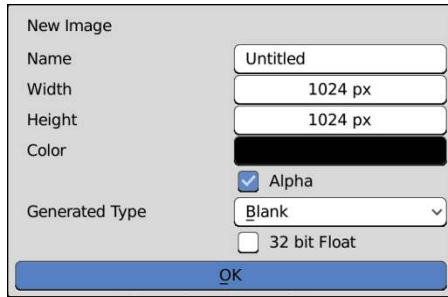 New Image
Name Untitled
Width 1024 px
Height 1024 px
Color
Alpha
Generated Type Blank
32 bit Float
OK